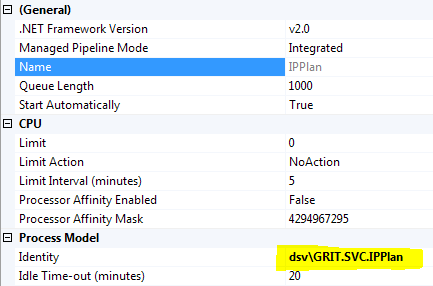 (General)
.NET Framework Version v2.0
Managed Pipeline Mode Integrated
Name IPPlan
Queue Length 1000
Start Automatically True
CPU
Limit 0
Limit Action NoAction
Limit Interval (minutes) 5
Processor Affinity Enabled False
Processor Affinity Mask 4294967295
Process Model
Identity dsv\GRIT.SVC.IPPlan
Idle Time-out (minutes) 20